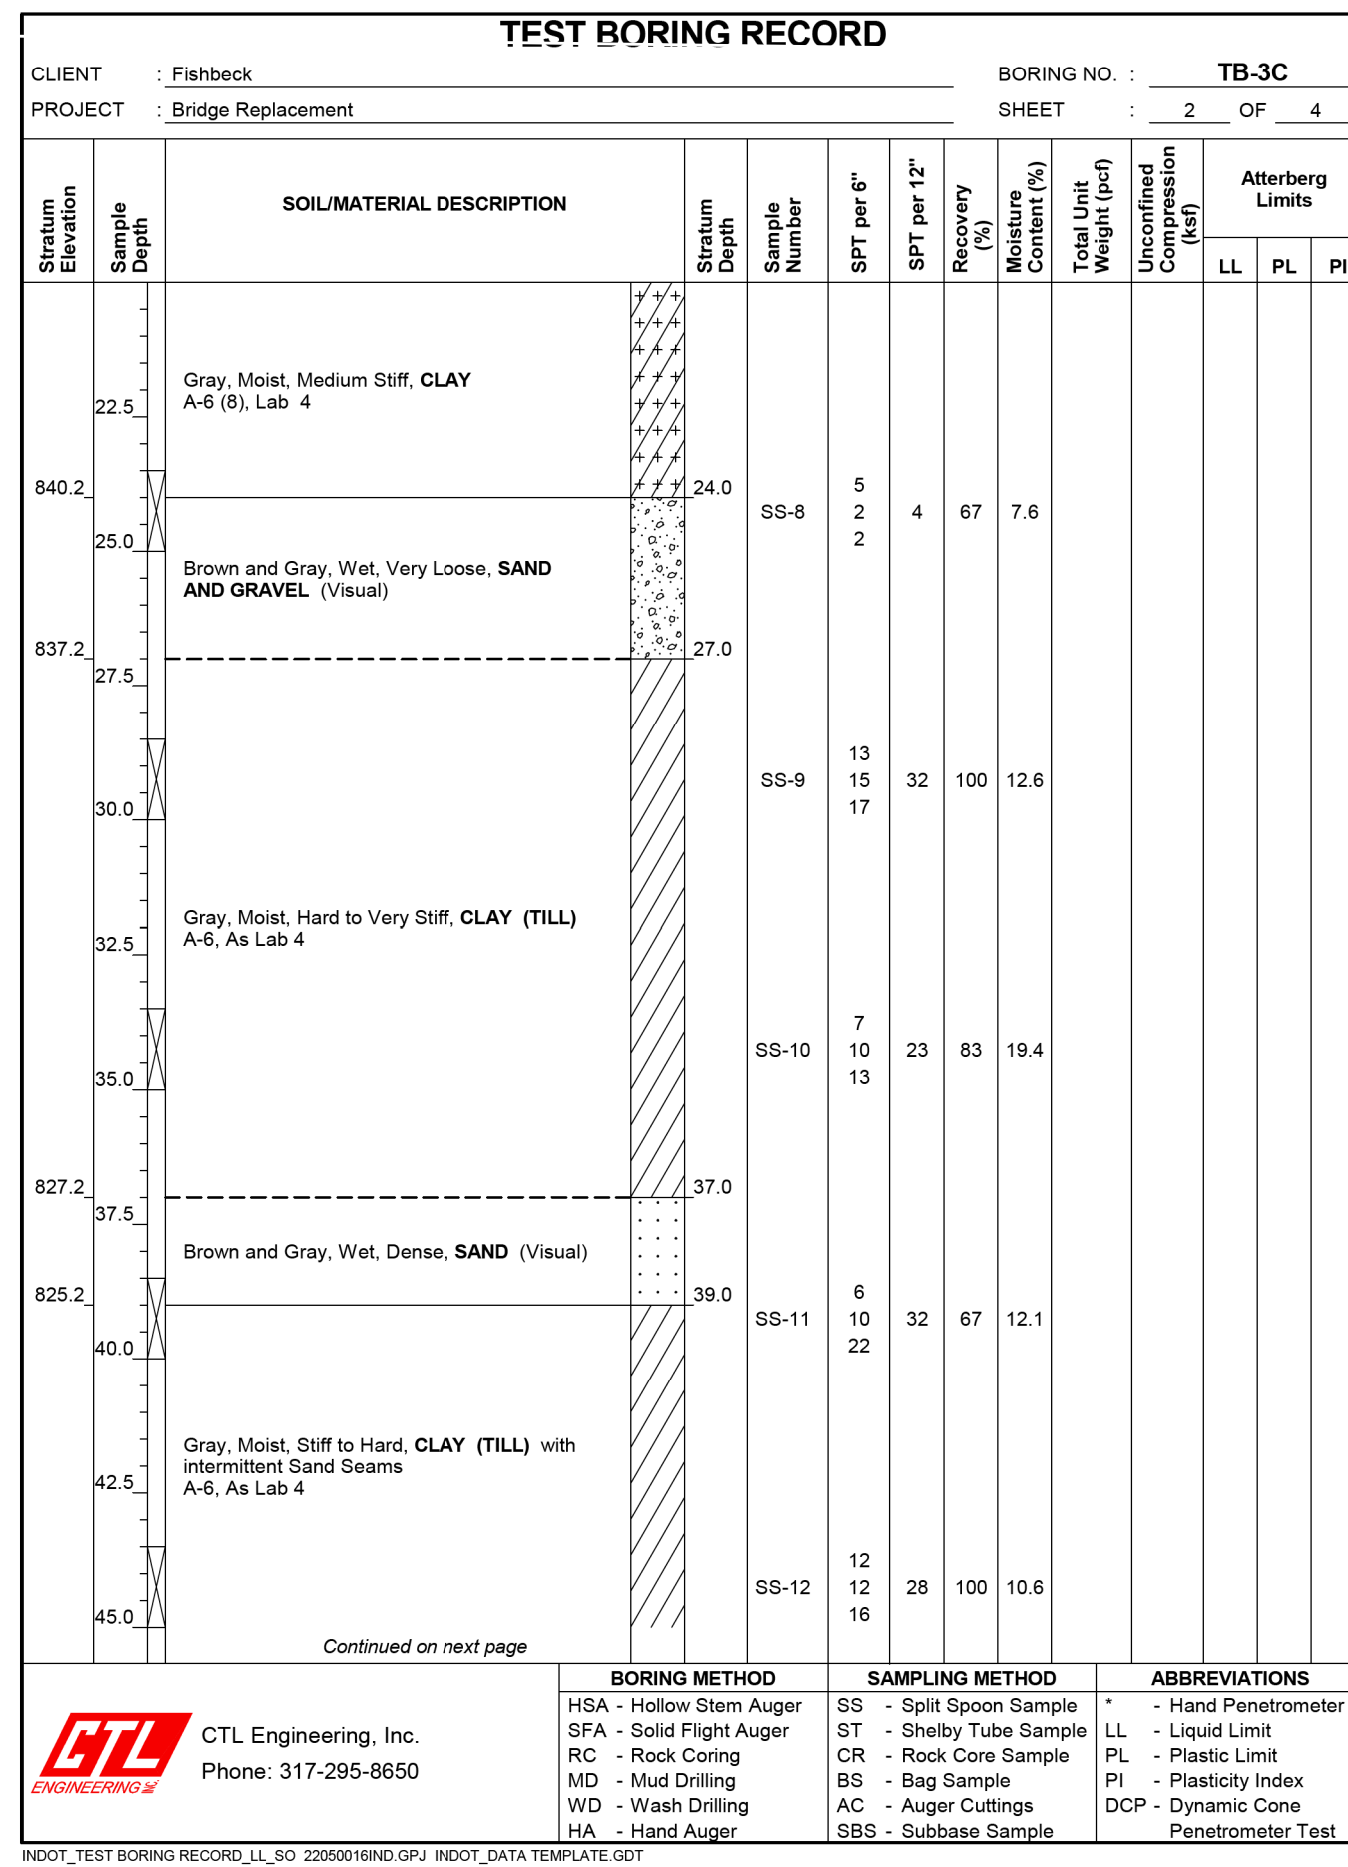 TEST BORING RECORD
CLIENT : Fishbeck BORING NO. : TB-3C
PROJECT : Bridge Replacement SHEET : 2 OF 4
Stratum Elevation
Sample Depth
SOIL/MATERIAL DESCRIPTION
Stratum Depth
Sample Number
SPT per 6"
SPT per 12"
Recovery (%)
Moisture Content (%)
Total Unit Weight (pcf)
Unconfined Compression (ksf)
Atterberg Limits
LL PL PI
Gray, Moist, Medium Stiff, CLAY
A-6 (8), Lab 4
22.5
840.2 24.0
5
SS-8 2 4 67 7.6
2
25.0
Brown and Gray, Wet, Very Loose, SAND
AND GRAVEL (Visual)
837.2 27.0
27.5
13
SS-9 15 32 100 12.6
17
30.0
Gray, Moist, Hard to Very Stiff, CLAY (TILL)
A-6, As Lab 4
32.5
7
SS-10 10 23 83 19.4
13
35.0
827.2 37.0
37.5
Brown and Gray, Wet, Dense, SAND (Visual)
825.2 39.0
6
SS-11 10 32 67 12.1
22
40.0
Gray, Moist, Stiff to Hard, CLAY (TILL) with
intermittent Sand Seams
A-6, As Lab 4
42.5
12
SS-12 12 28 100 10.6
16
45.0
Continued on next page
CTL
ENGINEERING INC
CTL Engineering, Inc.
Phone: 317-295-8650
BORING METHOD
HSA - Hollow Stem Auger
SFA - Solid Flight Auger
RC - Rock Coring
MD - Mud Drilling
WD - Wash Drilling
HA - Hand Auger
SAMPLING METHOD
SS - Split Spoon Sample
ST - Shelby Tube Sample
CR - Rock Core Sample
BS - Bag Sample
AC - Auger Cuttings
SBS - Subbase Sample
ABBREVIATIONS
* - Hand Penetrometer
LL - Liquid Limit
PL - Plastic Limit
PI - Plasticity Index
DCP - Dynamic Cone
Penetrometer Test
INDOT_TEST BORING RECORD_LL_SO 22050016IND.GPJ INDOT_DATA TEMPLATE.GDT